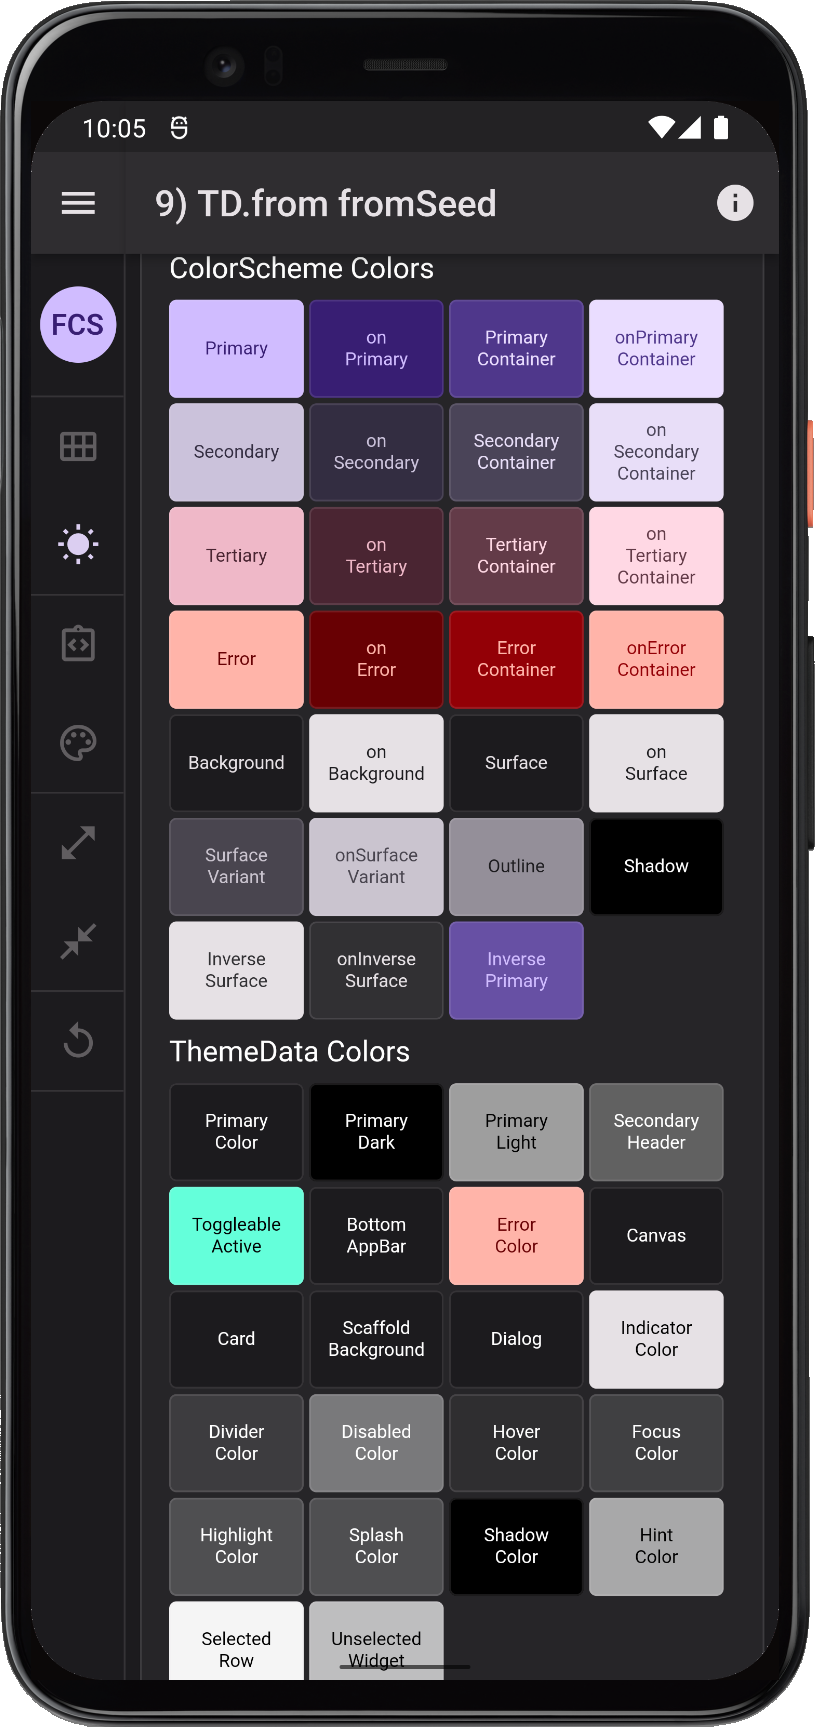 10:05
9) TD.from fromSeed
FCS
ColorScheme Colors
Primary
on
Primary
Primary
Container
onPrimary
Container
Secondary
on
Secondary
Secondary
Container
on
Secondary
Container
Tertiary
on
Tertiary
Tertiary
Container
on
Tertiary
Container
Error
on
Error
Error
Container
onError
Container
Background
on
Background
Surface
on
Surface
Surface
Variant
onSurface
Variant
Outline
Shadow
Inverse
Surface
onInverse
Surface
Inverse
Primary
ThemeData Colors
Primary
Color
Primary
Dark
Primary
Light
Secondary
Header
Toggleable
Active
Bottom
AppBar
Error
Color
Canvas
Card
Scaffold
Background
Dialog
Indicator
Color
Divider
Color
Disabled
Color
Hover
Color
Focus
Color
Highlight
Color
Splash
Color
Shadow
Color
Hint
Color
Selected
Row
Unselected
Widget